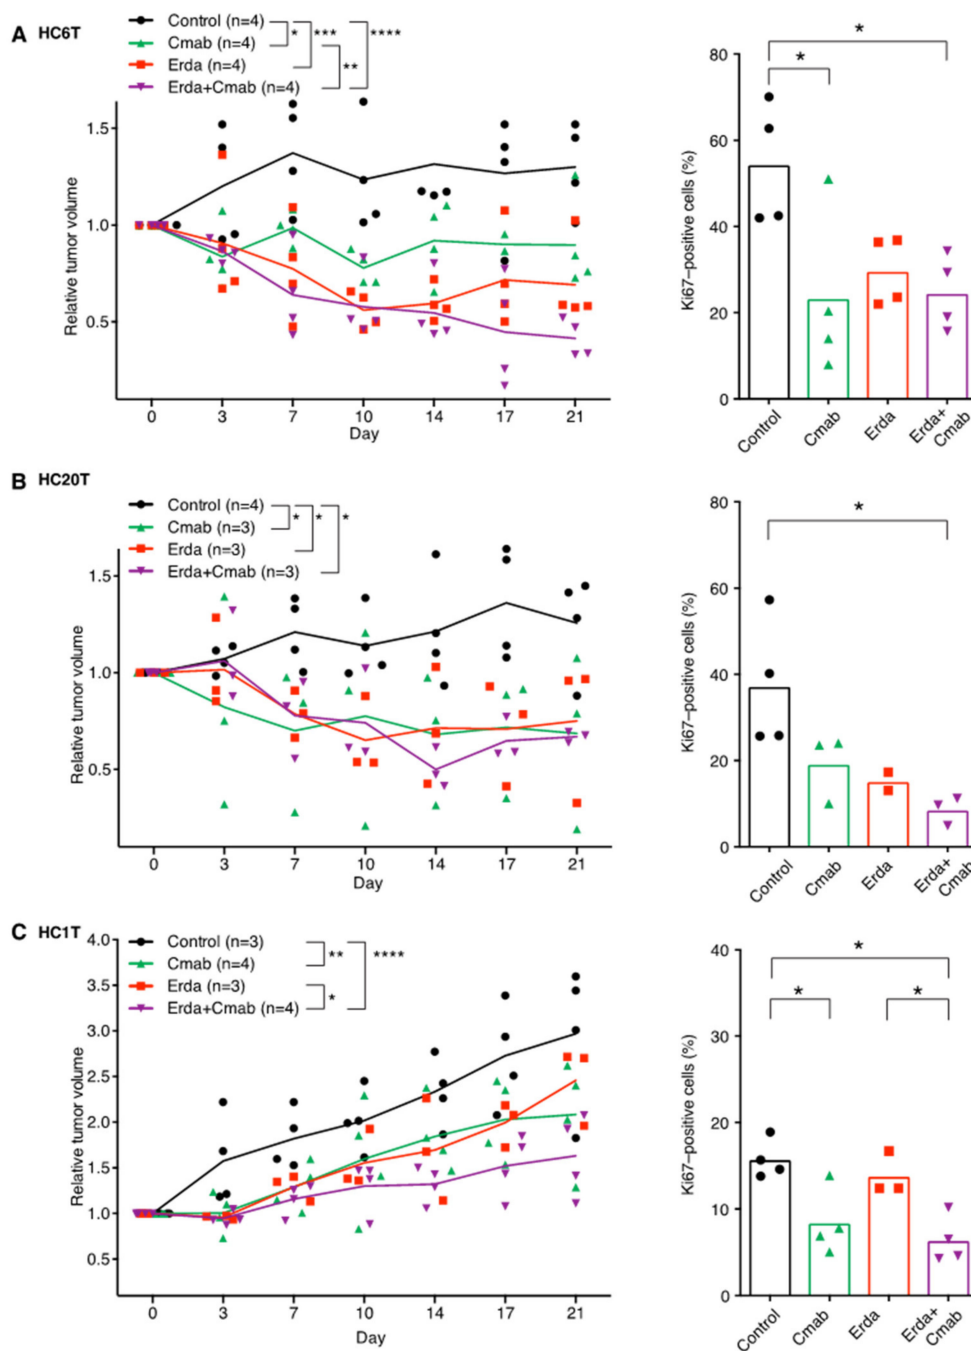 A HC6T
Control (n=4)
Cmab (n=4)
Erda (n=4)
Erda+Cmab (n=4)
* *** ****
**
Relative tumor volume
1.5
1.0
0.5
0 3 7 10 14 17 21
Day
Ki67–positive cells (%)
80
60
40
20
0
*
*
Control Cmab Erda Erda+ Cmab
B HC20T
Control (n=4)
Cmab (n=3)
Erda (n=3)
Erda+Cmab (n=3)
* * *
Relative tumor volume
1.5
1.0
0.5
0 3 7 10 14 17 21
Day
Ki67–positive cells (%)
80
60
40
20
0
*
Control Cmab Erda Erda+ Cmab
C HC1T
Control (n=3)
Cmab (n=4)
Erda (n=3)
Erda+Cmab (n=4)
** ****
*
Relative tumor volume
4.0
3.5
3.0
2.5
2.0
1.5
1.0
0.5
0 3 7 10 14 17 21
Day
Ki67–positive cells (%)
40
30
20
10
0
*
* *
Control Cmab Erda Erda+ Cmab